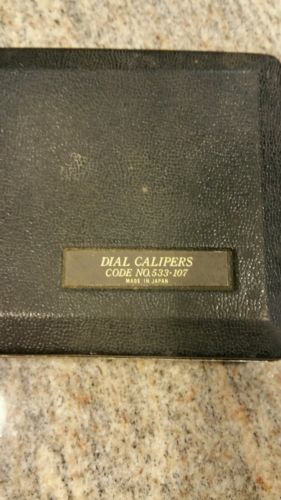 DIAL CALIPERS
CODE NO.533-107
MADE IN JAPAN